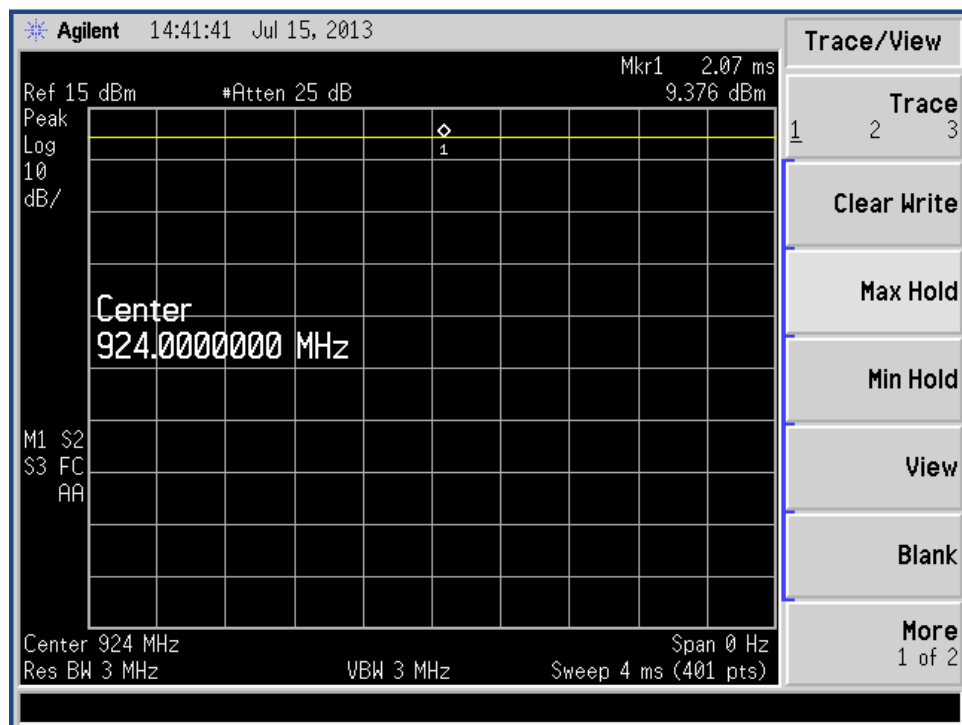 Agilent 14:41:41 Jul 15, 2013
Mkr1 2.07 ms
Ref 15 dBm #Atten 25 dB 9.376 dBm
Peak
Log
10
dB/
1
Center
924.0000000 MHz
M1 S2
S3 FC
AA
Center 924 MHz Span 0 Hz
Res BW 3 MHz VBW 3 MHz Sweep 4 ms (401 pts)
Trace/View
Trace
1 2 3
Clear Write
Max Hold
Min Hold
View
Blank
More
1 of 2